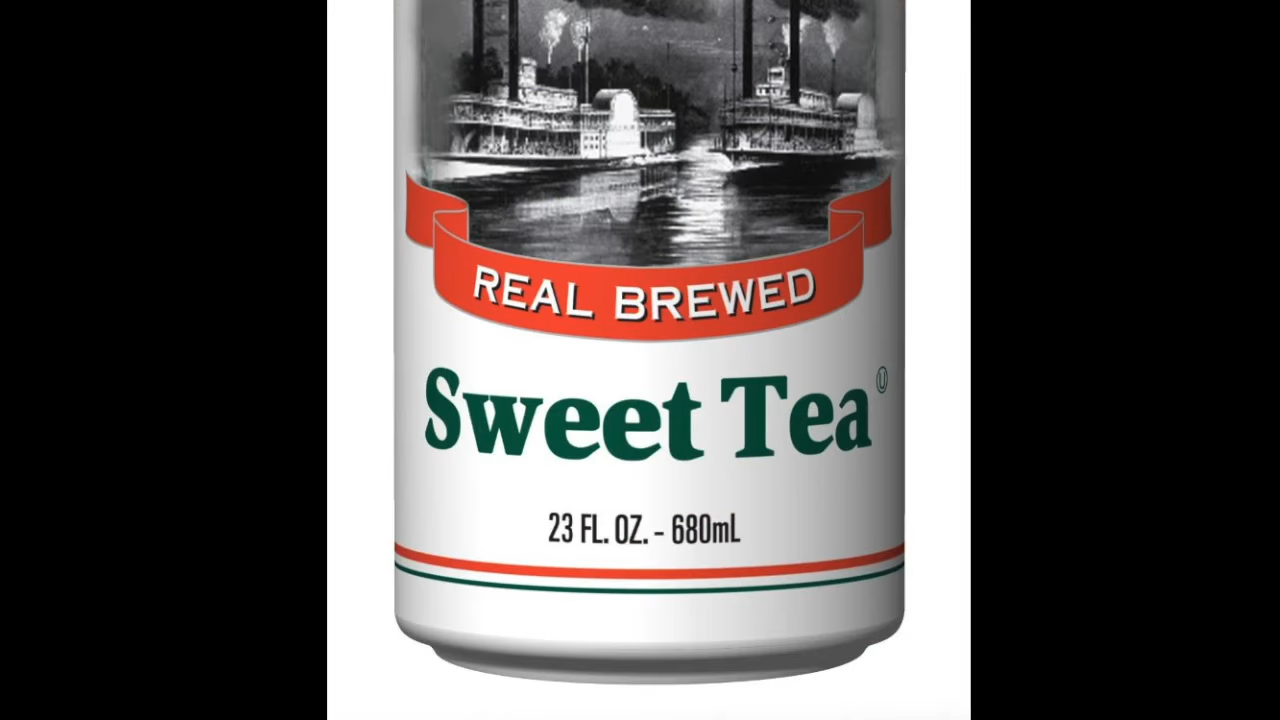 REAL BREWED
Sweet Tea Ⓤ
23 FL. OZ. - 680mL